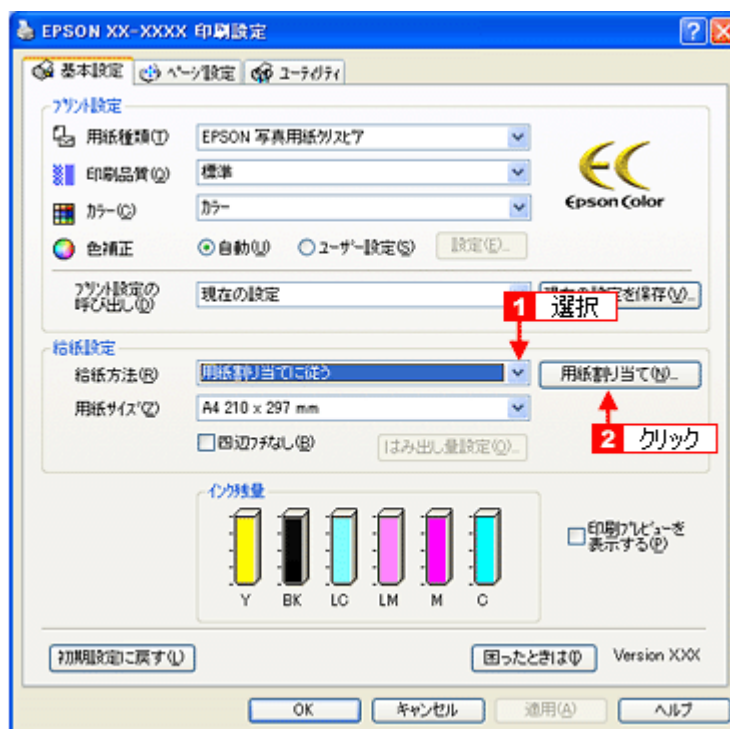 EPSON XX-XXXX 印刷設定
基本設定 ページ設定 ユーティリティ
プリント設定
用紙種類(T) EPSON 写真用紙クリスピア
印刷品質(Q) 標準
カラー(C) カラー
EC
Epson Color
色補正 自動(U) ユーザー設定(S) 設定(E)...
プリント設定の
呼び出し(D)
現在の設定
を保存(V)...
1 選択
給紙設定
給紙方法(R) 用紙割り当てに従う 用紙割り当て(N)...
用紙サイズ(Z) A4 210 x 297 mm
2 クリック
四辺フチなし(B) はみ出し量設定(O)...
インク残量
Y BK LC LM M C
印刷プレビューを
表示する(P)
初期設定に戻す(L) 困ったときは(I) Version XXX
OK キャンセル 適用(A) ヘルプ